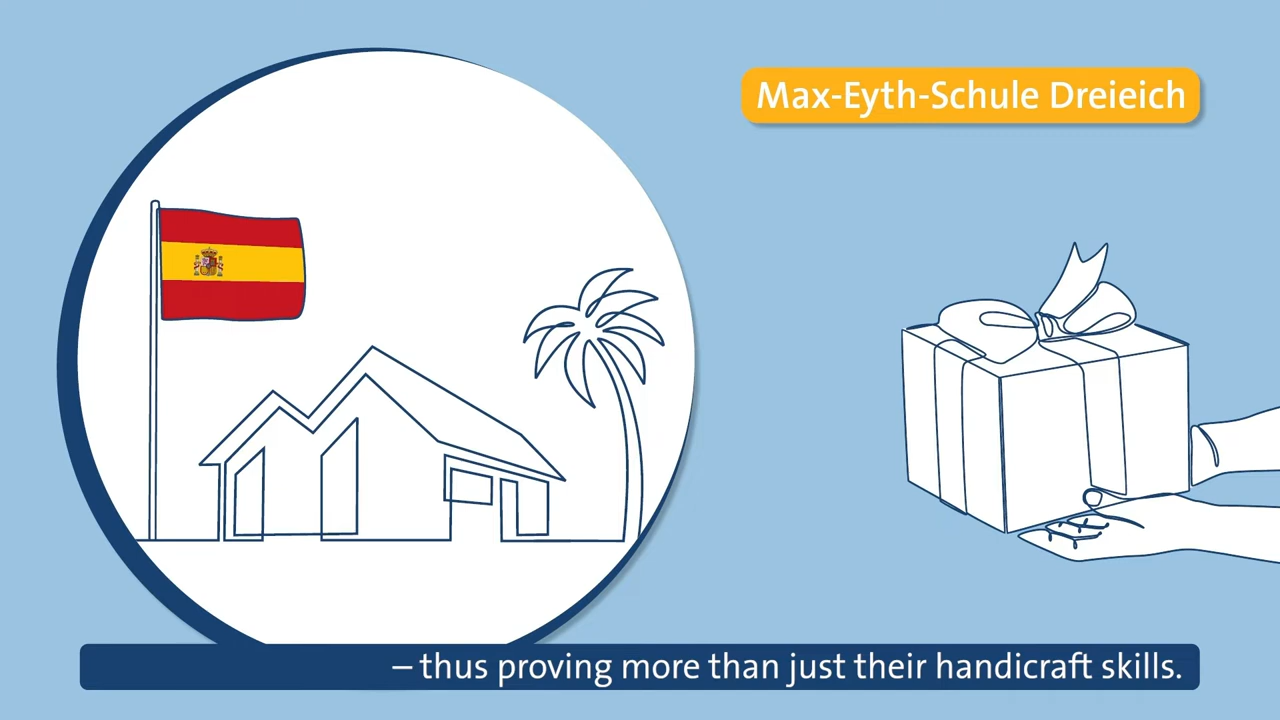 Max-Eyth-Schule Dreieich
– thus proving more than just their handicraft skills.